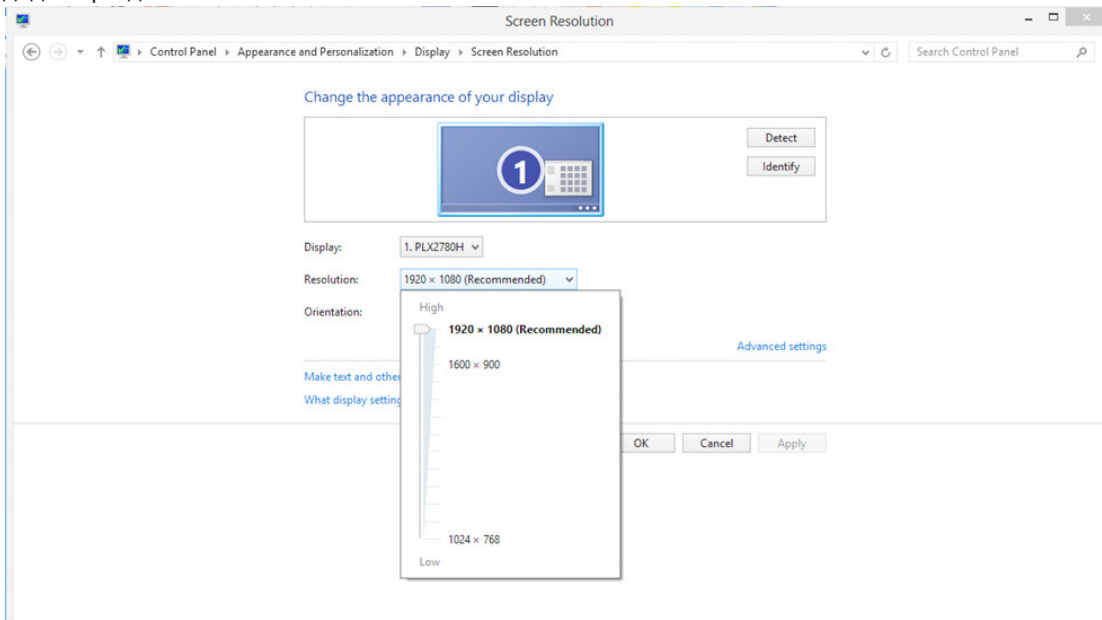 Screen Resolution
Control Panel Appearance and Personalization Display Screen Resolution
Search Control Panel
Change the appearance of your display
1
Detect
Identify
Display:
1. PLX2780H
Resolution:
1920 × 1080 (Recommended)
Orientation:
High
1920 × 1080 (Recommended)
1600 × 900
1024 × 768
Low
Advanced settings
Make text and othe
What display setting
OK
Cancel
Apply